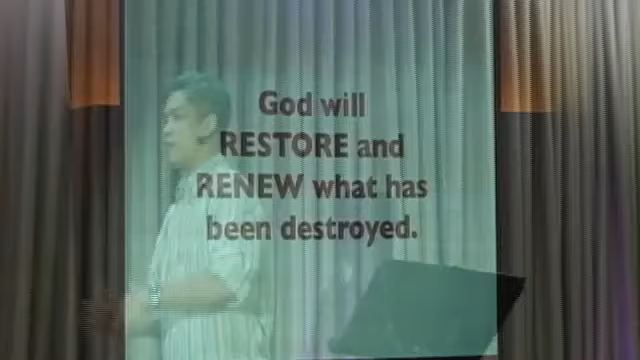 God will
RESTORE and
RENEW what has
been destroyed.